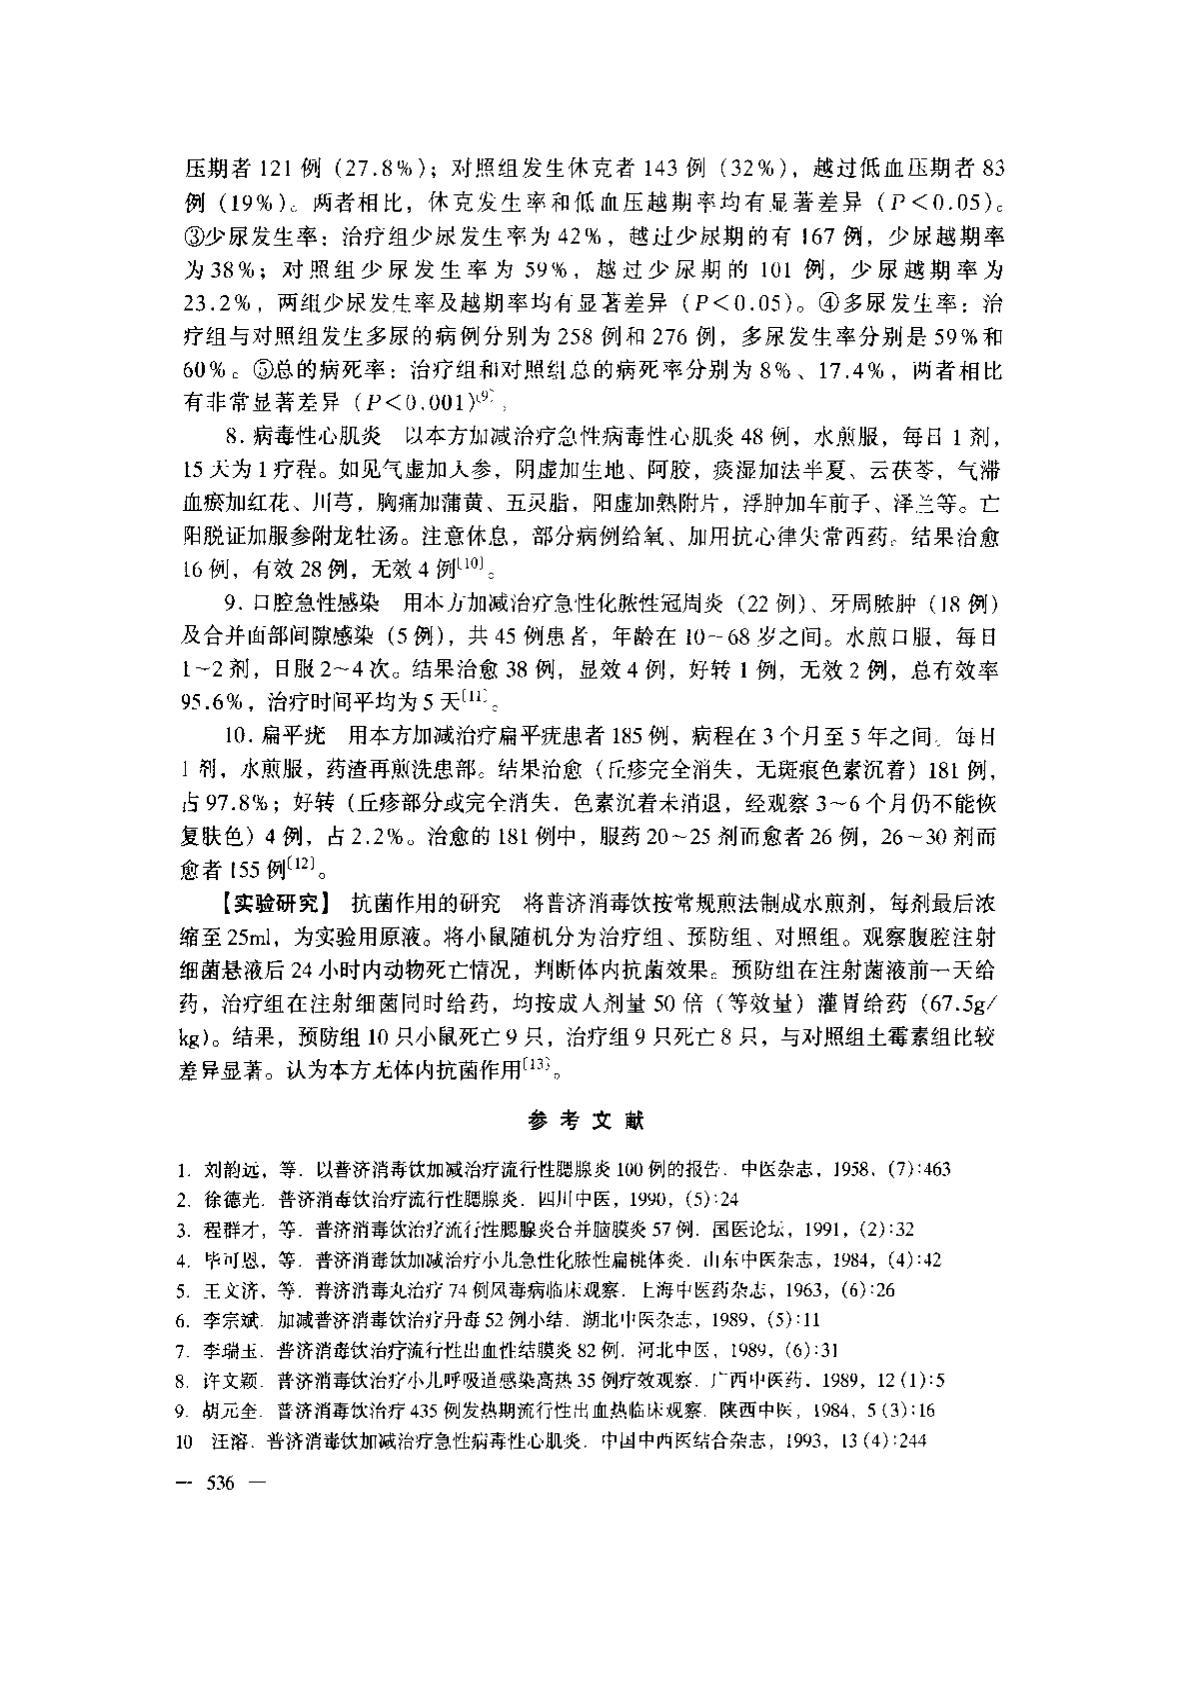 压期者 121 例（27.8%）；对照组发生休克者 143 例（32%），越过低血压期者 83
例（19%）。两者相比，休克发生率和低血压越期率均有显著差异（P＜0.05）。
③少尿发生率：治疗组少尿发生率为 42%，越过少尿期的有 167 例，少尿越期率
为 38%；对照组少尿发生率为 59%，越过少尿期的 101 例，少尿越期率为
23.2%，两组少尿发生率及越期率均有显著差异（P＜0.05）。④多尿发生率：治
疗组与对照组发生多尿的病例分别为 258 例和 276 例，多尿发生率分别是 59%和
60%。⑤总的病死率：治疗组和对照组总的病死率分别为 8%、17.4%，两者相比
有非常显著差异（P＜0.001）〔9〕。
8. 病毒性心肌炎　以本方加减治疗急性病毒性心肌炎 48 例，水煎服，每日 1 剂，
15 天为 1 疗程。如见气虚加人参，阴虚加生地、阿胶，痰湿加法半夏、云茯苓，气滞
血瘀加红花、川芎，胸痛加蒲黄、五灵脂，阳虚加熟附片，浮肿加车前子、泽兰等。亡
阳脱证加服参附龙牡汤。注意休息，部分病例给氧、加用抗心律失常西药。结果治愈
16 例，有效 28 例，无效 4 例〔10〕。
9. 口腔急性感染　用本方加减治疗急性化脓性冠周炎（22 例）、牙周脓肿（18 例）
及合并面部间隙感染（5 例），共 45 例患者，年龄在 10～68 岁之间。水煎口服，每日
1～2 剂，日服 2～4 次。结果治愈 38 例，显效 4 例，好转 1 例，无效 2 例，总有效率
95.6%，治疗时间平均为 5 天〔11〕。
10. 扁平疣　用本方加减治疗扁平疣患者 185 例，病程在 3 个月至 5 年之间。每日
1 剂，水煎服，药渣再煎洗患部。结果治愈（丘疹完全消失，无斑痕色素沉着）181 例，
占 97.8%；好转（丘疹部分或完全消失，色素沉着未消退，经观察 3～6 个月仍不能恢
复肤色）4 例，占 2.2%。治愈的 181 例中，服药 20～25 剂而愈者 26 例，26～30 剂而
愈者 155 例〔12〕。
【实验研究】　抗菌作用的研究　将普济消毒饮按常规煎法制成水煎剂，每剂最后浓
缩至 25ml，为实验用原液。将小鼠随机分为治疗组、预防组、对照组。观察腹腔注射
细菌悬液后 24 小时内动物死亡情况，判断体内抗菌效果。预防组在注射菌液前一天给
药，治疗组在注射细菌同时给药，均按成人剂量 50 倍（等效量）灌胃给药（67.5g/
kg）。结果，预防组 10 只小鼠死亡 9 只，治疗组 9 只死亡 8 只，与对照组土霉素组比较
差异显著。认为本方无体内抗菌作用〔13〕。
参 考 文 献
1. 刘韵远，等. 以普济消毒饮加减治疗流行性腮腺炎 100 例的报告. 中医杂志，1958，(7):463
2. 徐德光. 普济消毒饮治疗流行性腮腺炎. 四川中医，1990，(5):24
3. 程群才，等. 普济消毒饮治疗流行性腮腺炎合并脑膜炎 57 例. 国医论坛，1991，(2):32
4. 毕可恩，等. 普济消毒饮加减治疗小儿急性化脓性扁桃体炎. 山东中医杂志，1984，(4):42
5. 王文济，等. 普济消毒丸治疗 74 例风毒病临床观察. 上海中医药杂志，1963，(6):26
6. 李宗斌. 加减普济消毒饮治疗丹毒 52 例小结. 湖北中医杂志，1989，(5):11
7. 李瑞玉. 普济消毒饮治疗流行性出血性结膜炎 82 例. 河北中医，1989，(6):31
8. 许文颖. 普济消毒饮治疗小儿呼吸道感染高热 35 例疗效观察. 广西中医药，1989，12 (1):5
9. 胡元奎. 普济消毒饮治疗 435 例发热期流行性出血热临床观察. 陕西中医，1984，5 (3):16
10 汪溶. 普济消毒饮加减治疗急性病毒性心肌炎. 中国中西医结合杂志，1993，13 (4):244
— 536 —